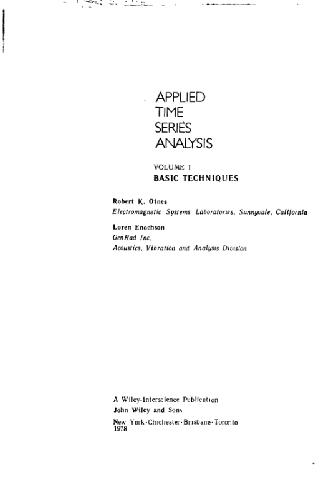 APPLIED
TIME
SERIES
ANALYSIS
VOLUME I
BASIC TECHNIQUES
Robert K. Otnes
Electromagnetic Systems Laboratories, Sunnyvale, California
Loren Enochson
GenRad Inc.
Acoustics, Vibration and Analysis Division
A Wiley-Interscience Publication
John Wiley and Sons
New York·Chichester·Brisbane·Toronto
1978